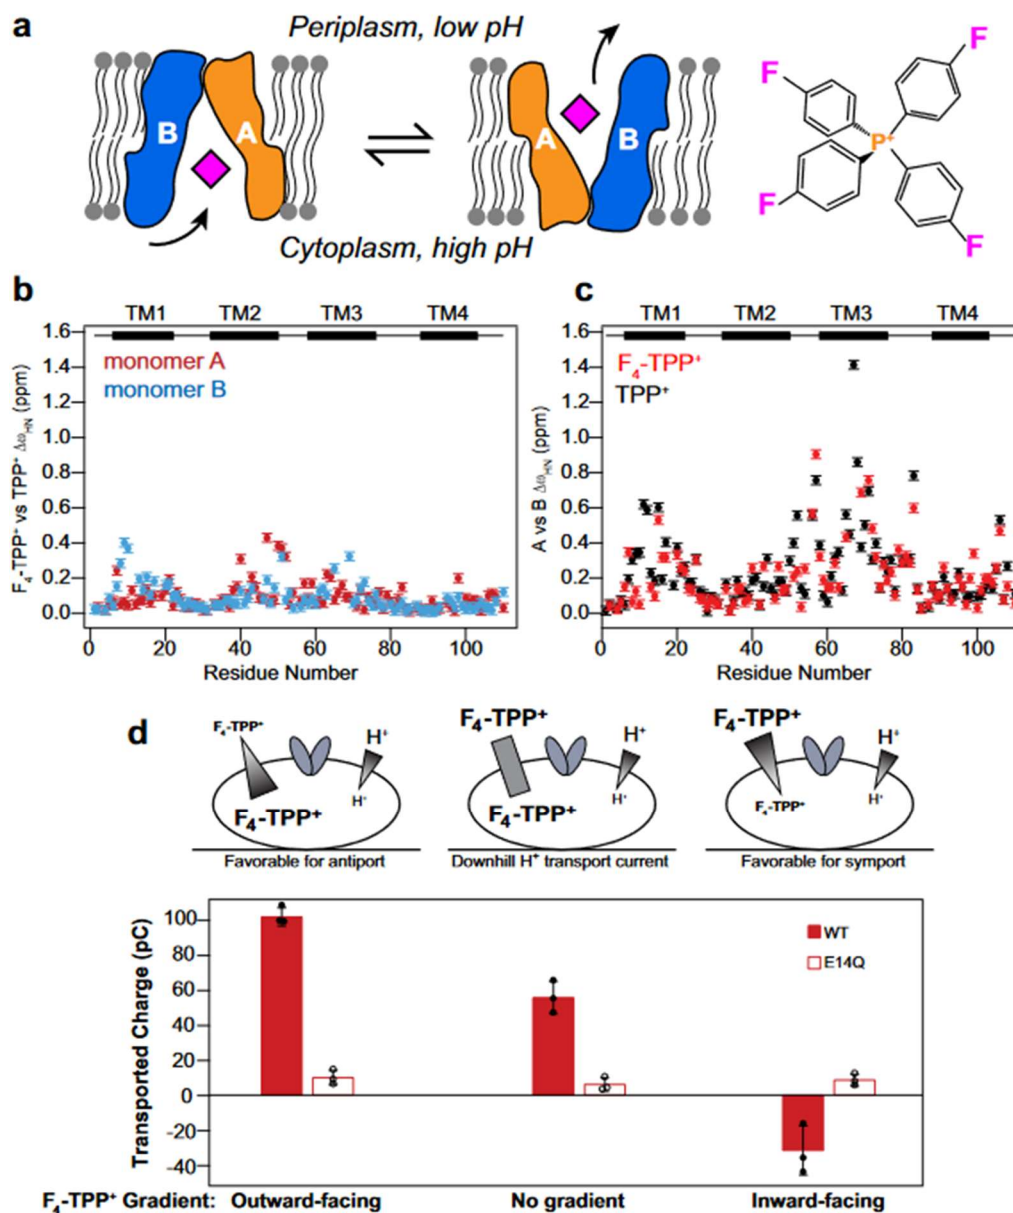 a
Periplasm, low pH
B
A
A
B
Cytoplasm, high pH
F
F
P+
F
F
b
TM1 TM2 TM3 TM4
F4-TPP+ vs TPP+ Δω HN (ppm)
1.6
1.4
1.2
1.0
0.8
0.6
0.4
0.2
0.0
monomer A
monomer B
0 20 40 60 80 100
Residue Number
c
TM1 TM2 TM3 TM4
A vs B Δω HN (ppm)
1.6
1.4
1.2
1.0
0.8
0.6
0.4
0.2
0.0
F4-TPP+
TPP+
0 20 40 60 80 100
Residue Number
d
F4-TPP+
H+
F4-TPP+
H+
Favorable for antiport
F4-TPP+
H+
F4-TPP+
H+
Downhill H+ transport current
F4-TPP+
H+
F4-TPP+
H+
Favorable for symport
Transported Charge (pC)
100
80
60
40
20
0
-20
-40
WT
E14Q
F4-TPP+ Gradient: Outward-facing No gradient Inward-facing